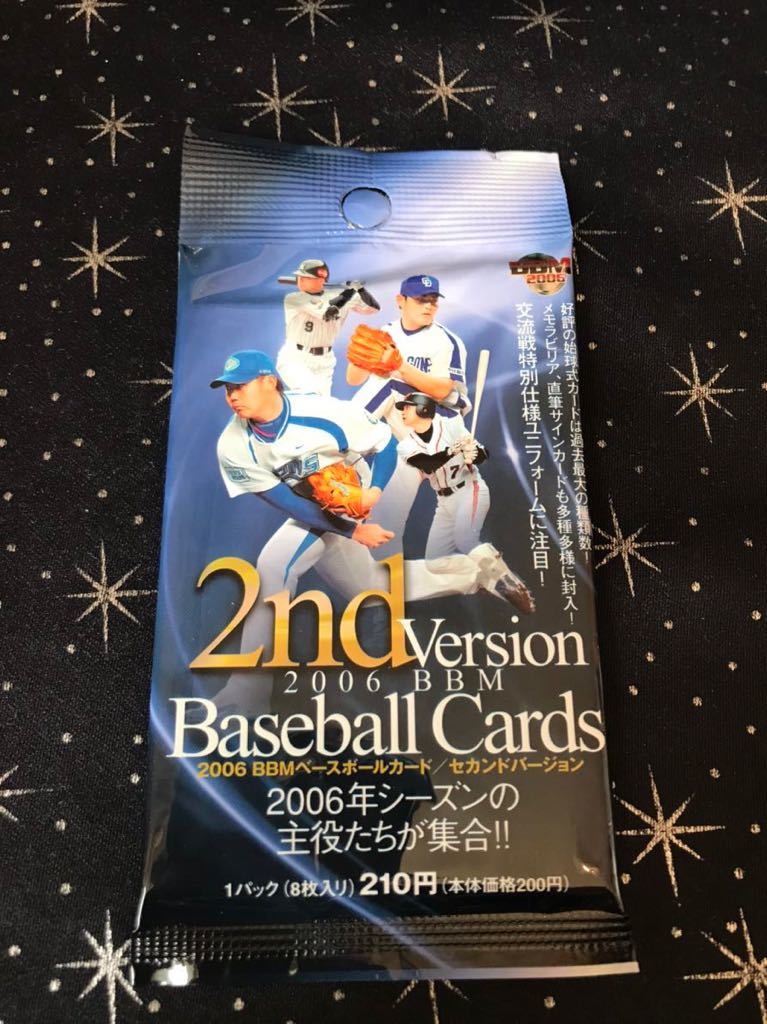 BBM
2006
好評の始球式カードは過去最大の種類数！
メモラビリア、直筆サインカードも多種多様に封入！
交流戦特別仕様ユニフォームに注目！
9
7
2nd Version
2006 BBM
Baseball Cards
2006 BBMベースボールカード／セカンドバージョン
2006年シーズンの
主役たちが集合!!
1パック（8枚入り）210円（本体価格200円）